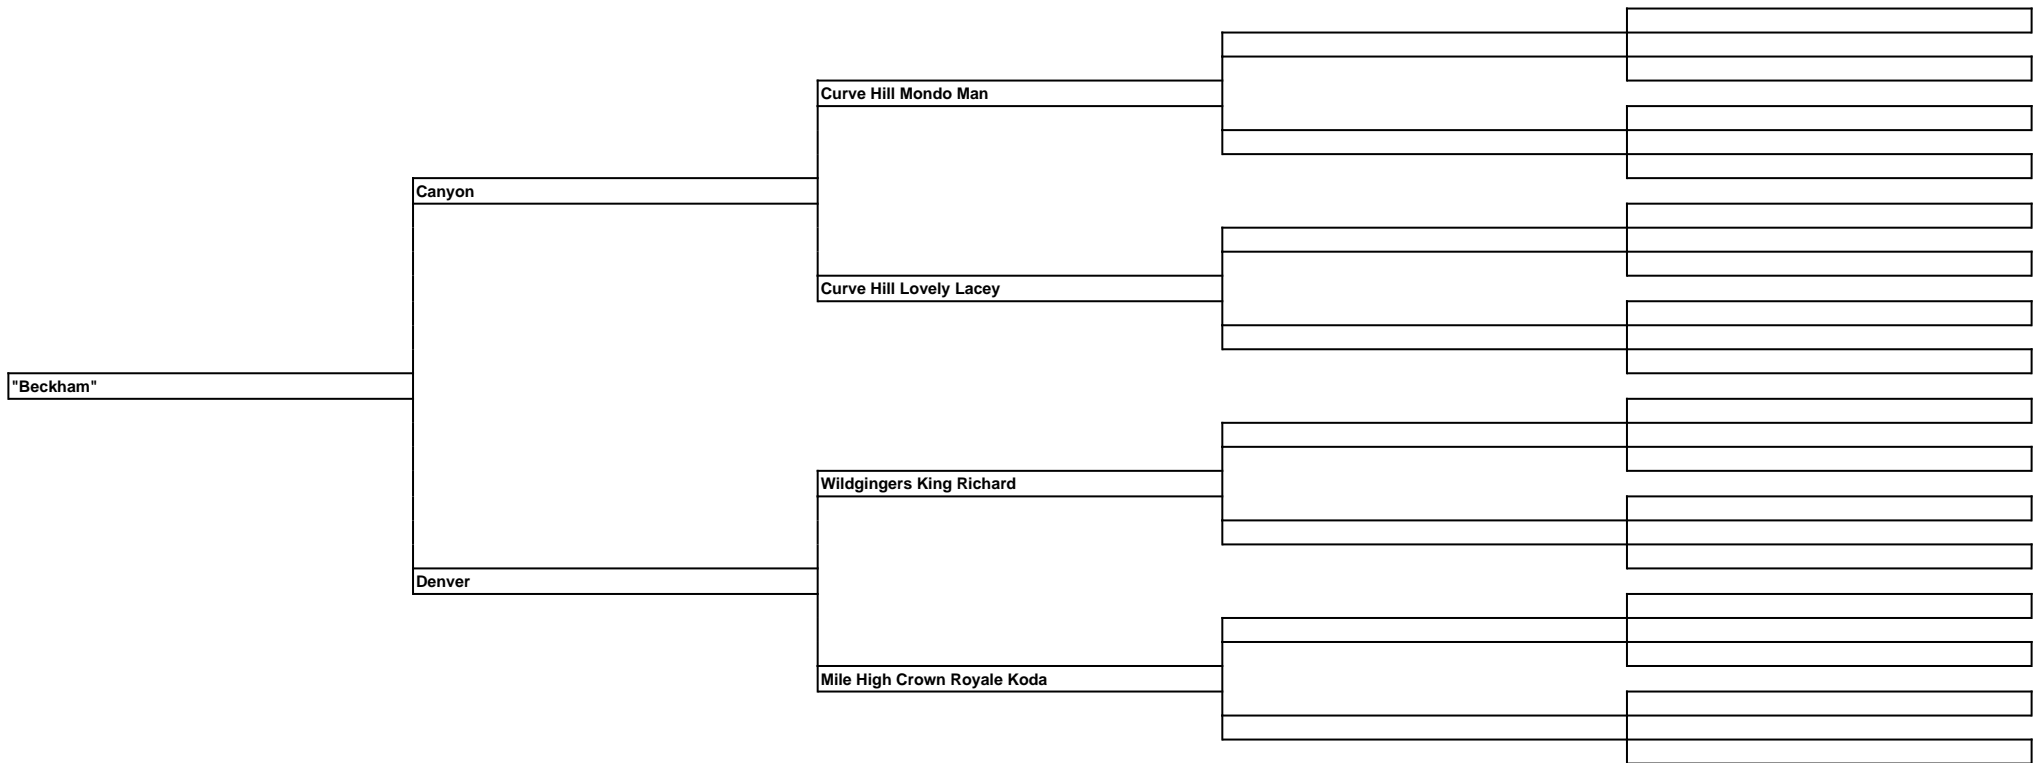 Curve Hill Mondo Man
Canyon
Curve Hill Lovely Lacey
"Beckham"
Wildgingers King Richard
Denver
Mile High Crown Royale Koda